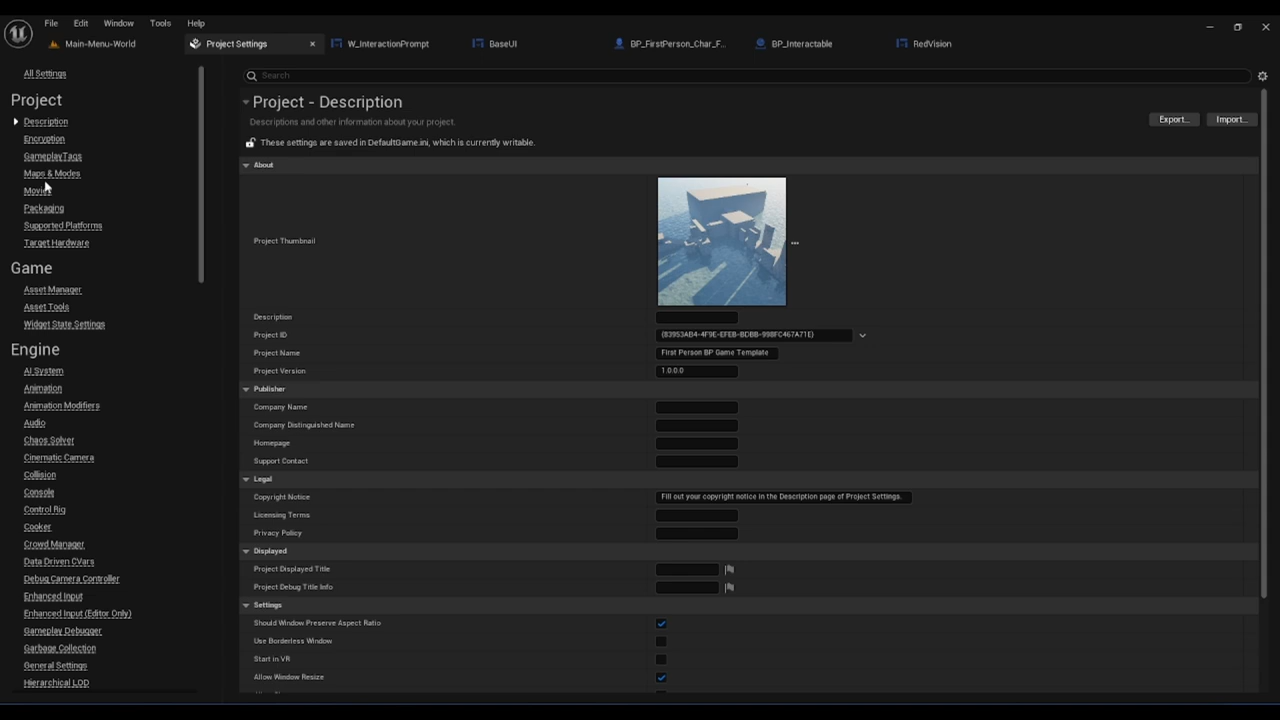 File Edit Window Tools Help
Main-Menu-World Project Settings W_InteractionPrompt BaseUI BP_FirstPerson_Char_F... BP_Interactable RedVision
All Settings
Search
Project
Description
Encryption
GameplayTags
Maps & Modes
Movies
Packaging
Supported Platforms
Target Hardware
Game
Asset Manager
Asset Tools
Widget State Settings
Engine
AI System
Animation
Animation Modifiers
Audio
Chaos Solver
Cinematic Camera
Collision
Console
Control Rig
Cooker
Crowd Manager
Data Driven CVars
Debug Camera Controller
Enhanced Input
Enhanced Input (Editor Only)
Gameplay Debugger
Garbage Collection
General Settings
Hierarchical LOD
Project - Description
Descriptions and other information about your project.
Export... Import...
These settings are saved in DefaultGame.ini, which is currently writable.
About
Project Thumbnail
Description
Project ID {83953AB4-4F9E-EFEB-BDBB-998FC467A71E}
Project Name First Person BP Game Template
Project Version 1.0.0.0
Publisher
Company Name
Company Distinguished Name
Homepage
Support Contact
Legal
Copyright Notice Fill out your copyright notice in the Description page of Project Settings.
Licensing Terms
Privacy Policy
Displayed
Project Displayed Title
Project Debug Title Info
Settings
Should Window Preserve Aspect Ratio
Use Borderless Window
Start in VR
Allow Window Resize